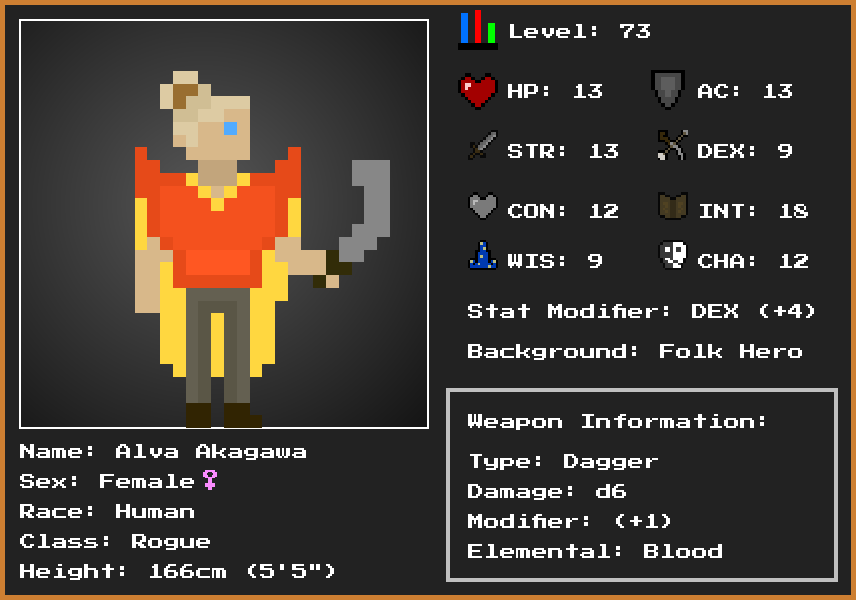 Level: 73
HP: 13
AC: 13
STR: 13
DEX: 9
CON: 12
INT: 18
WIS: 9
CHA: 12
Stat Modifier: DEX (+4)
Background: Folk Hero
Weapon Information:
Type: Dagger
Damage: d6
Modifier: (+1)
Elemental: Blood
Name: Alva Akagawa
Sex: Female♀
Race: Human
Class: Rogue
Height: 166cm (5'5")